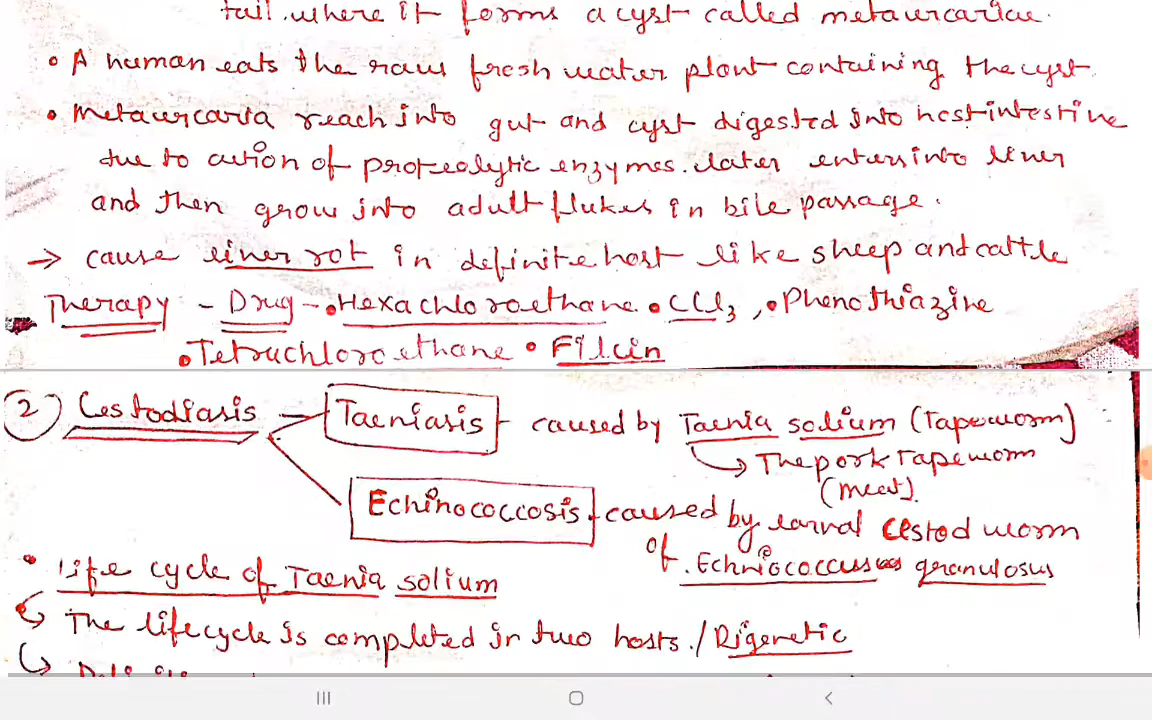 tail. where it forms a cyst called metaurcariae.
• A human eats the raw fresh water plant containing the cyst.
• Metaurcaria reach into gut and cyst digested into host intestine
due to action of proteolytic enzymes. later enters into liver
and then grow into adult flukes in bile passage.
→ cause liver rot in definite host like sheep and cattle
Therapy - Drug - • Hexachloroethane. • CCl3, • Phenothiazine
• Tetrachloroethane • Filcin
2) Cestodiasis - Taeniasis - caused by Taenia solium (Tapeworm)
→ The pork Tapeworm
(meat).
Echinococcosis - caused by larval Cestod worm
of Echniococcus granulosus
• Life cycle of Taenia solium
↳ The lifecycle is completed in two hosts. / Digenetic